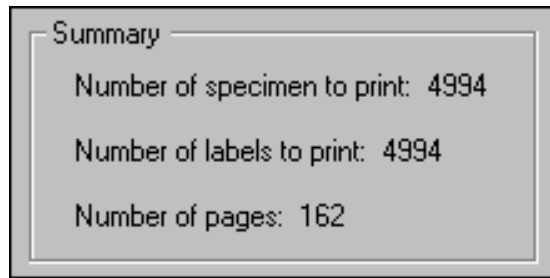 Summary
Number of specimen to print: 4994
Number of labels to print: 4994
Number of pages: 162